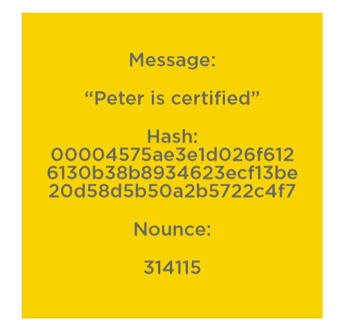 Message:
“Peter is certified”
Hash:
00004575ae3e1d026f612
6130b38b8934623ecf13be
20d58d5b50a2b5722c4f7
Nounce:
314115